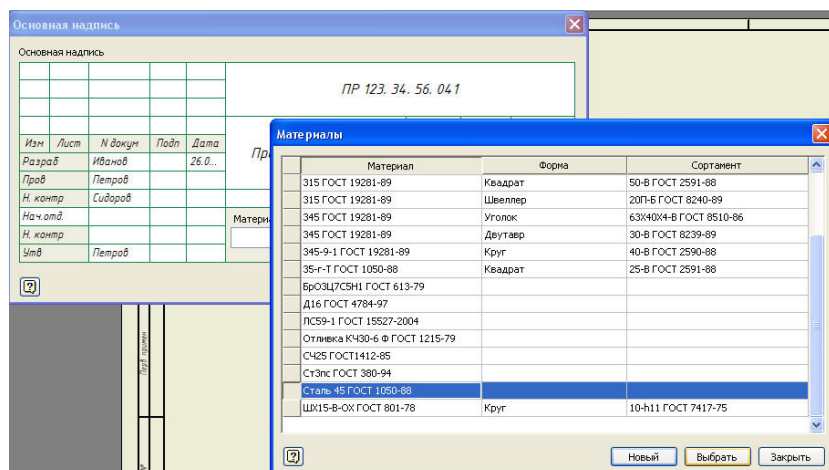 Основная надпись
Основная надпись
ПР 123. 34. 56. 041
Изм Лист N докум Подп Дата
Разраб Иванов 26.0...
Пров Петров
Н. контр Сидоров
Нач.отд.
Н. контр
Утв Петров
Материалы
Материал Форма Сортамент
315 ГОСТ 19281-89 Квадрат 50-В ГОСТ 2591-88
315 ГОСТ 19281-89 Швеллер 20П-Б ГОСТ 8240-89
345 ГОСТ 19281-89 Уголок 63Х40Х4-В ГОСТ 8510-86
345 ГОСТ 19281-89 Двутавр 30-В ГОСТ 8239-89
345-9-1 ГОСТ 19281-89 Круг 40-В ГОСТ 2590-88
35-г-Т ГОСТ 1050-88 Квадрат 25-В ГОСТ 2591-88
БрО3Ц7С5Н1 ГОСТ 613-79
Д16 ГОСТ 4784-97
ЛС59-1 ГОСТ 15527-2004
Отливка КЧ30-6 Ф ГОСТ 1215-79
СЧ25 ГОСТ1412-85
Ст3пс ГОСТ 380-94
Сталь 45 ГОСТ 1050-88
ШХ15-В-ОХ ГОСТ 801-78 Круг 10-h11 ГОСТ 7417-75
Новый Выбрать Закрыть
Перв примен